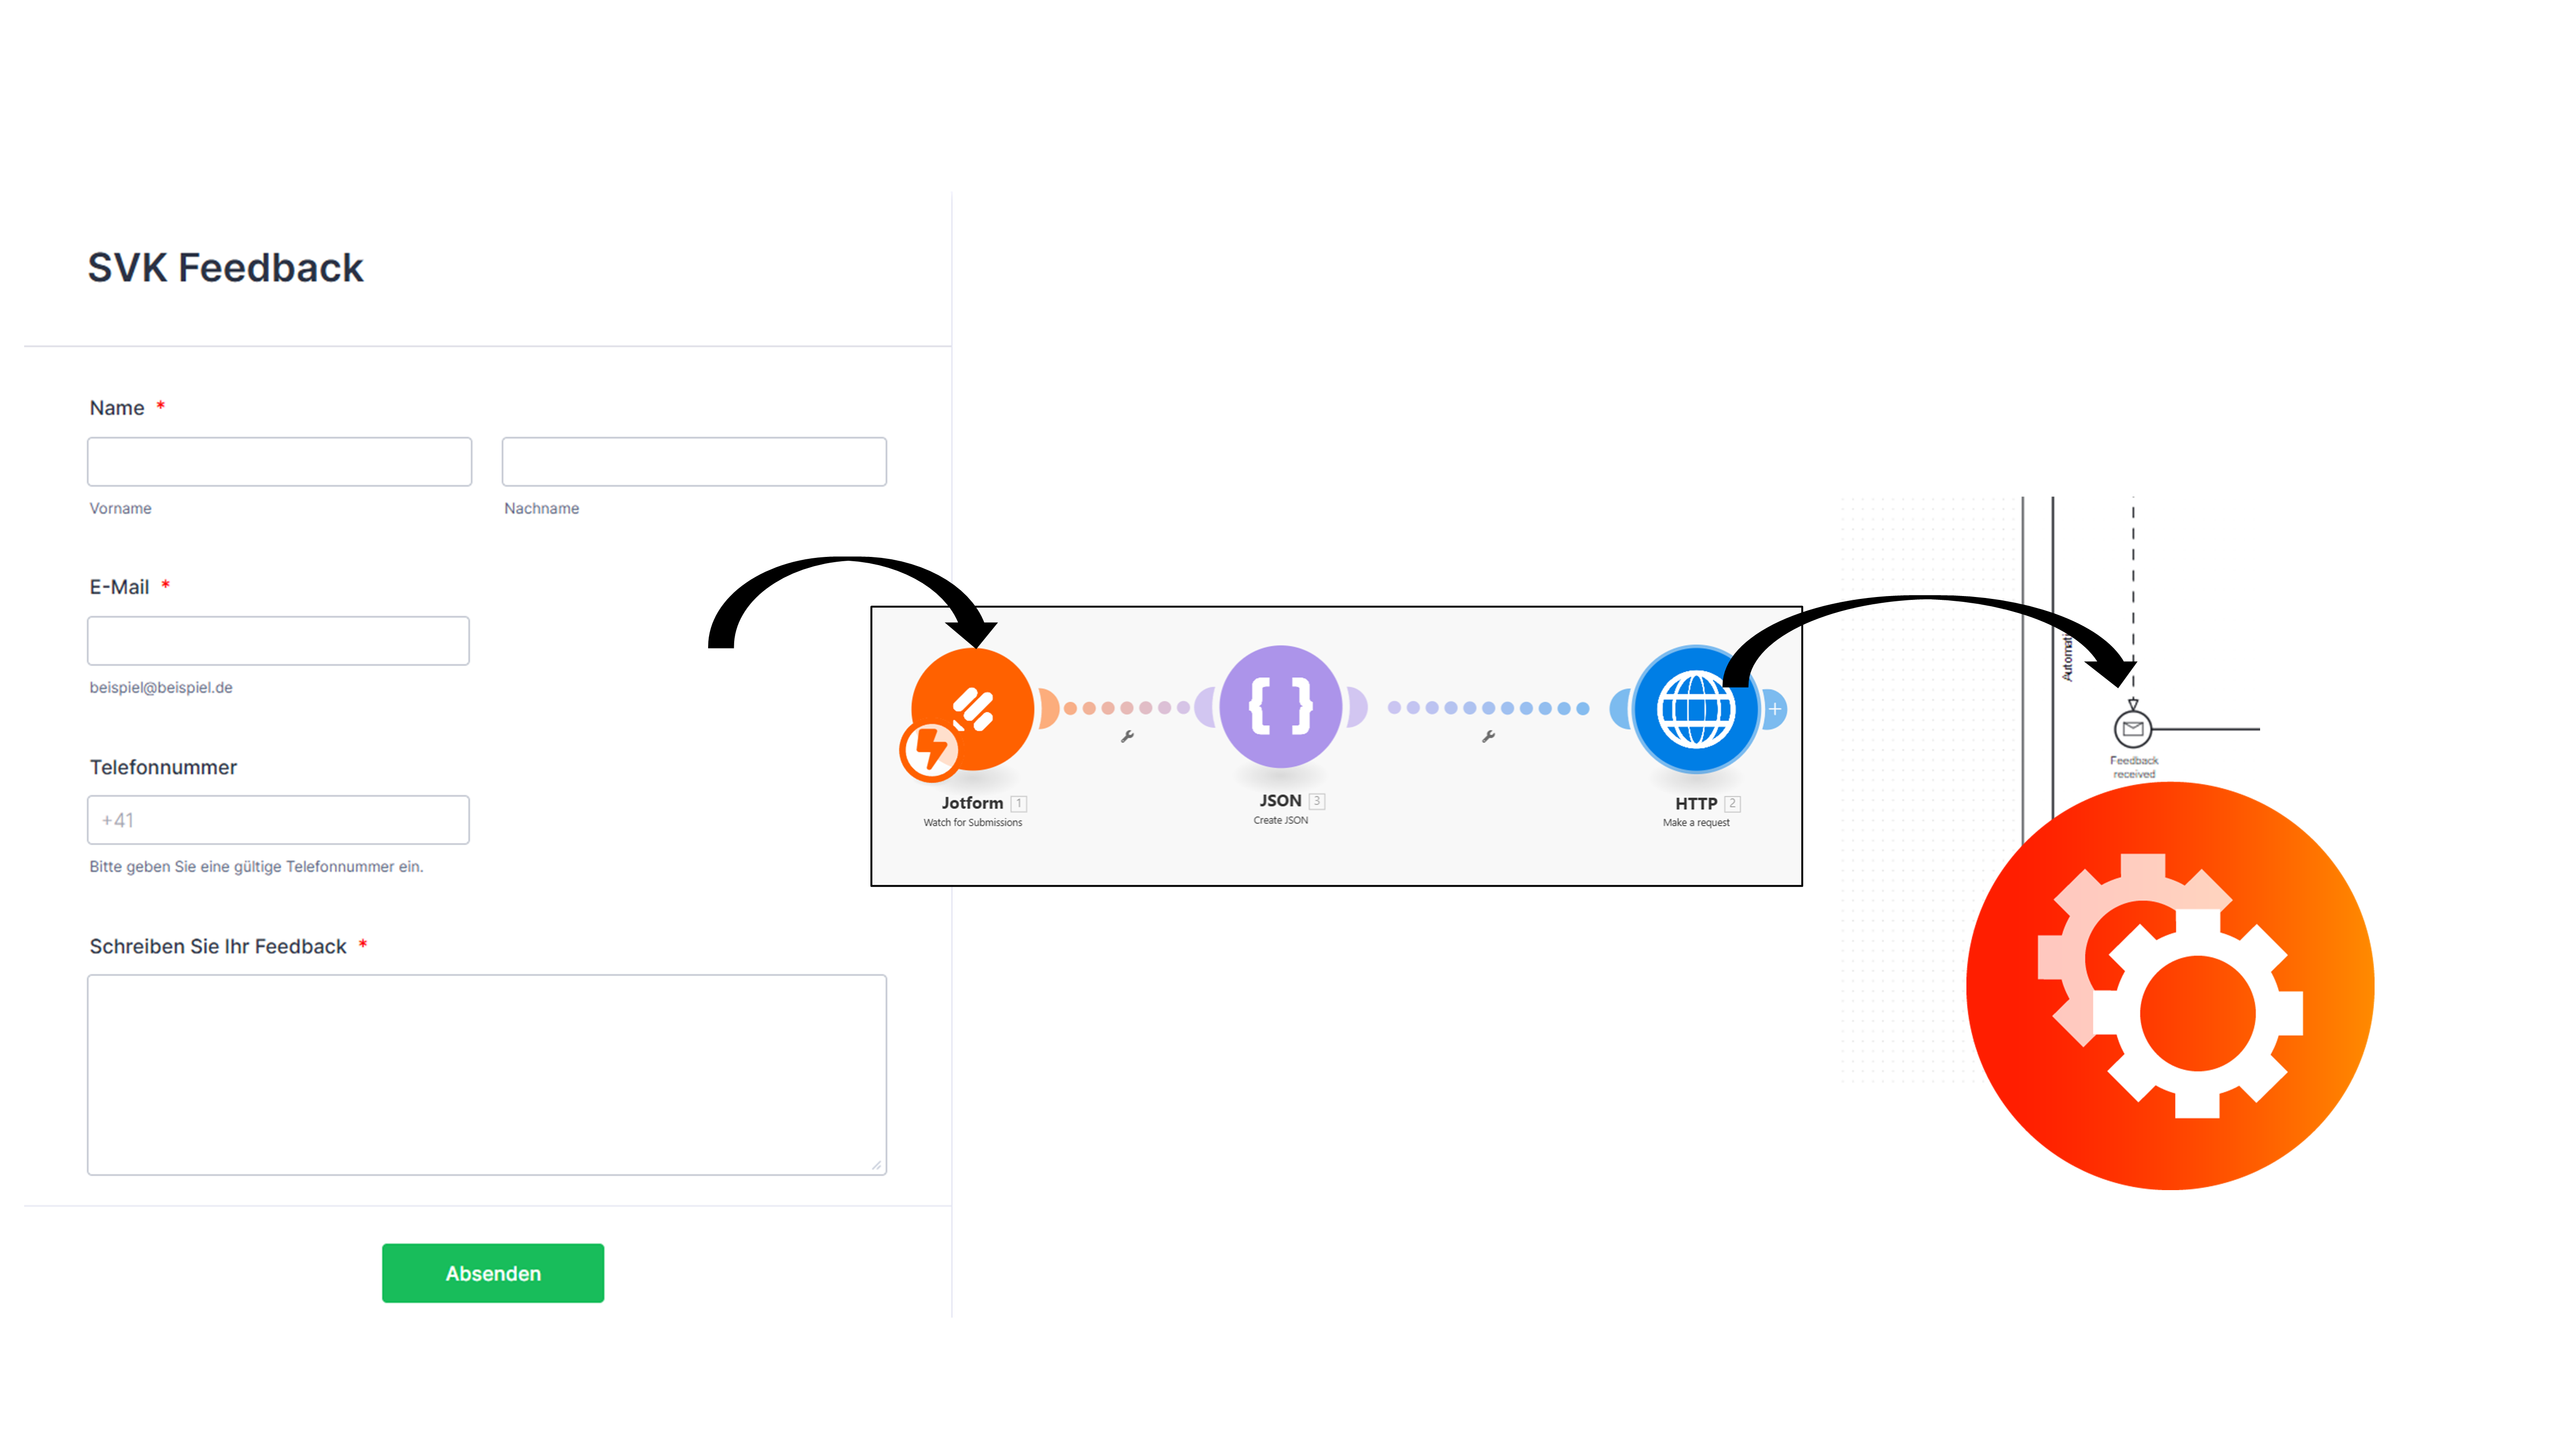 SVK Feedback
Name *
Vorname
Nachname
E-Mail *
beispiel@beispiel.de
Telefonnummer
+41
Bitte geben Sie eine gültige Telefonnummer ein.
Schreiben Sie Ihr Feedback *
Absenden
Jotform 1
Watch for Submissions
JSON 3
Create JSON
HTTP 2
Make a request
Automati
Feedback
received